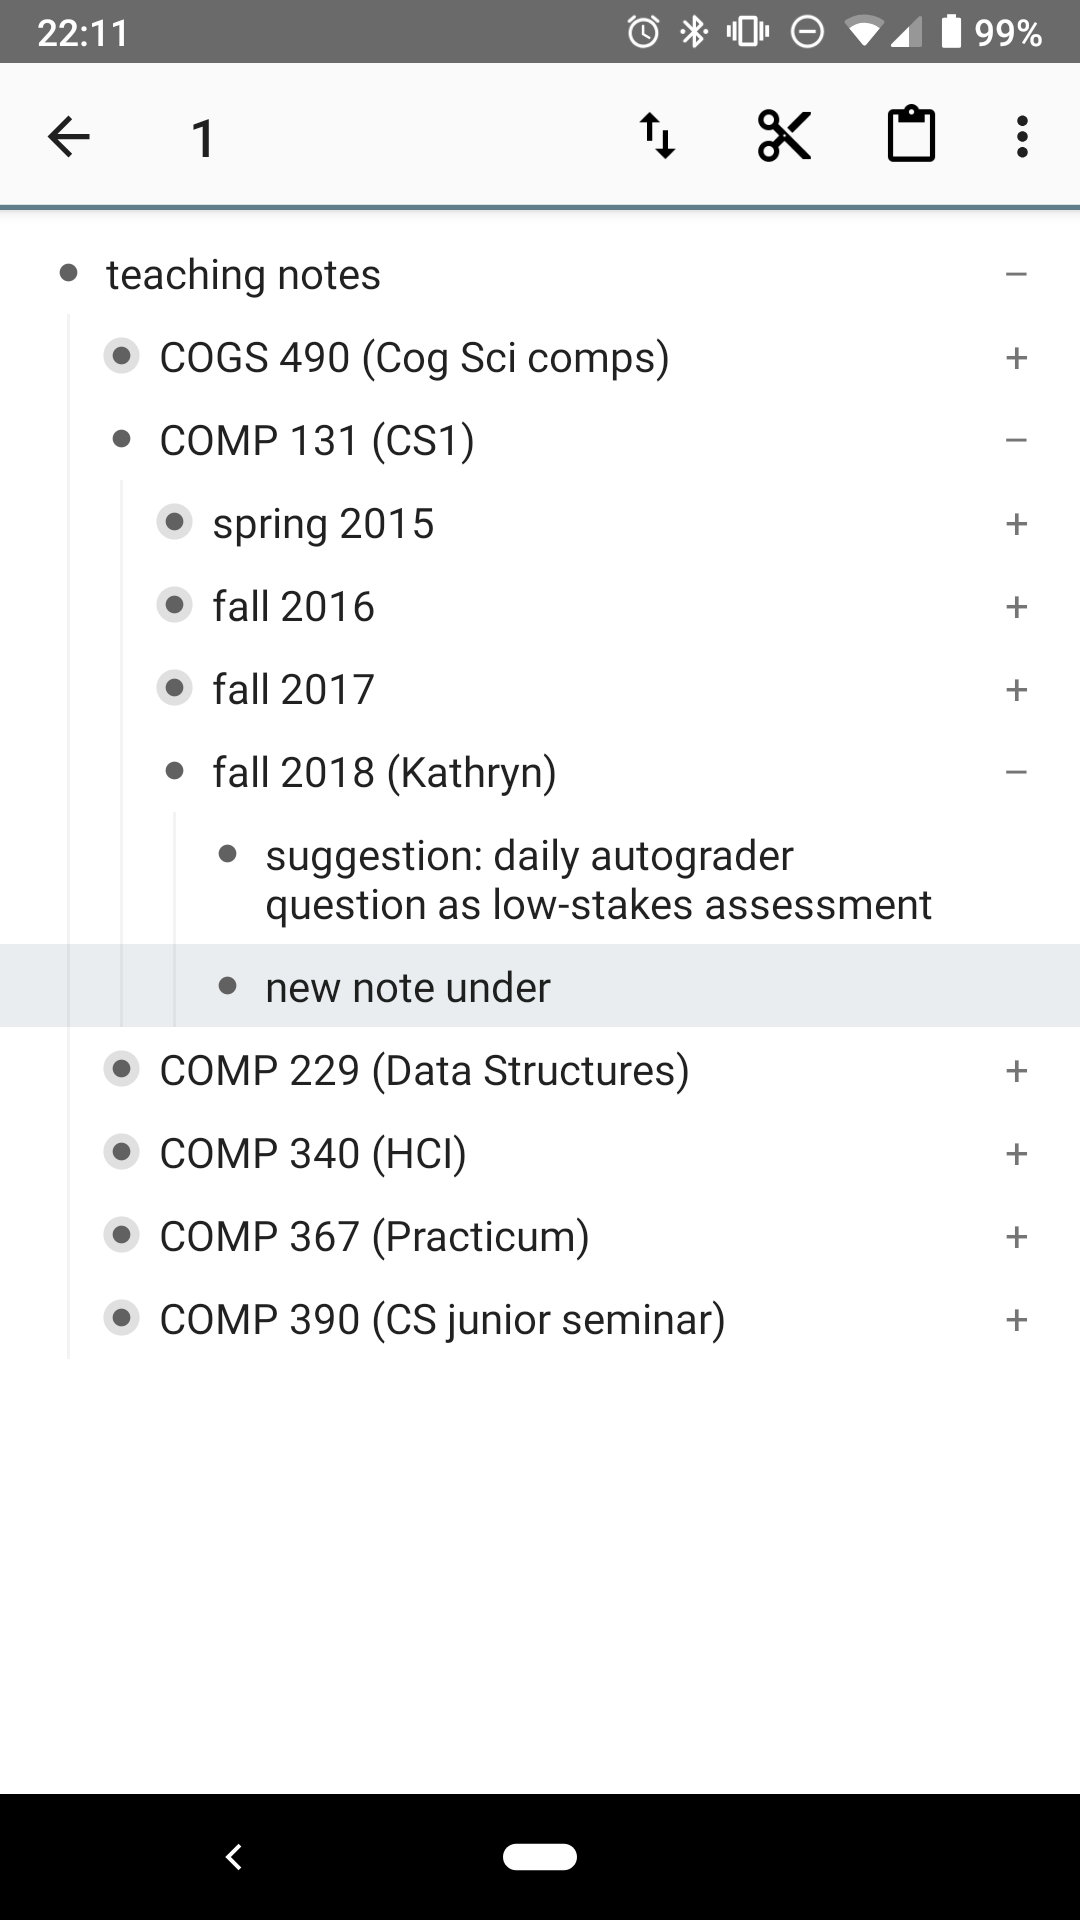 22:11 99%
1
teaching notes
COGS 490 (Cog Sci comps)
COMP 131 (CS1)
spring 2015
fall 2016
fall 2017
fall 2018 (Kathryn)
suggestion: daily autograder
question as low-stakes assessment
new note under
COMP 229 (Data Structures)
COMP 340 (HCI)
COMP 367 (Practicum)
COMP 390 (CS junior seminar)